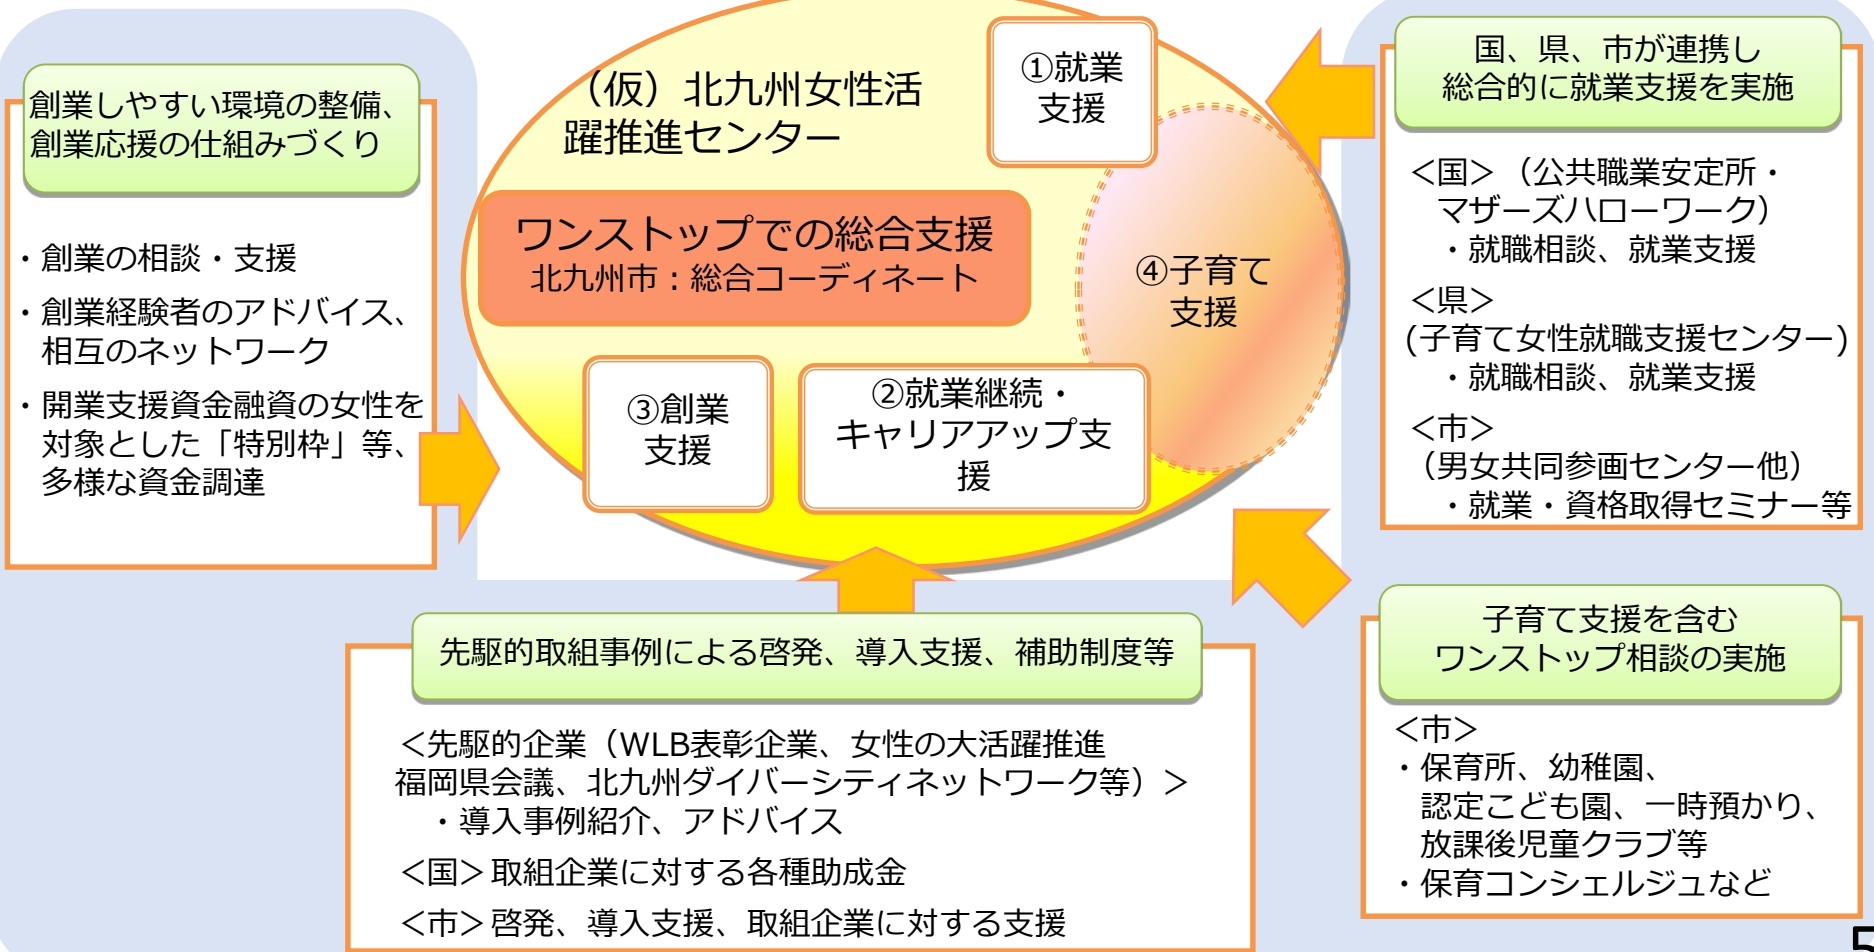 創業しやすい環境の整備、
創業応援の仕組みづくり
・創業の相談・支援
・創業経験者のアドバイス、
相互のネットワーク
・開業支援資金融資の女性を
対象とした「特別枠」等、
多様な資金調達
（仮）北九州女性活
躍推進センター
ワンストップでの総合支援
北九州市：総合コーディネート
①就業
支援
④子育て
支援
③創業
支援
②就業継続・
キャリアアップ支
援
国、県、市が連携し
総合的に就業支援を実施
＜国＞（公共職業安定所・
マザーズハローワーク）
・就職相談、就業支援
＜県＞
(子育て女性就職支援センター)
・就職相談、就業支援
＜市＞
（男女共同参画センター他）
・就業・資格取得セミナー等
先駆的取組事例による啓発、導入支援、補助制度等
＜先駆的企業（WLB表彰企業、女性の大活躍推進
福岡県会議、北九州ダイバーシティネットワーク等）＞
・導入事例紹介、アドバイス
＜国＞取組企業に対する各種助成金
＜市＞啓発、導入支援、取組企業に対する支援
子育て支援を含む
ワンストップ相談の実施
＜市＞
・保育所、幼稚園、
認定こども園、一時預かり、
放課後児童クラブ等
・保育コンシェルジュなど